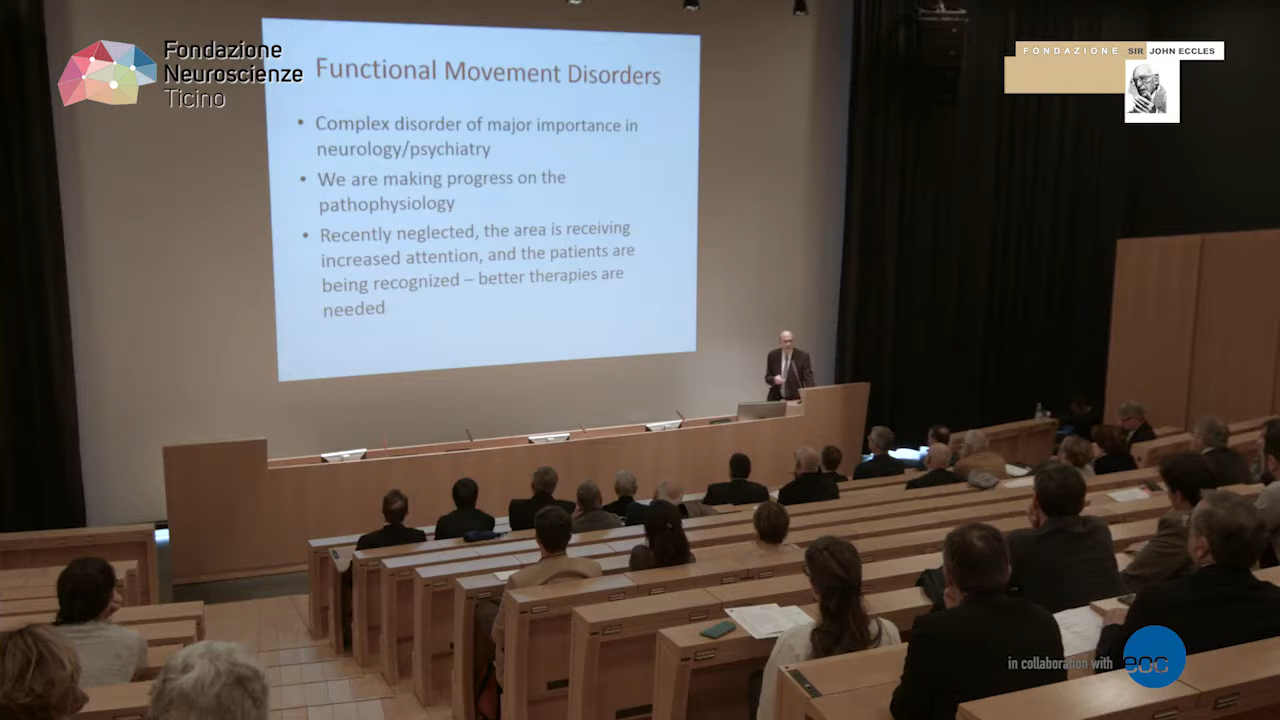 Fondazione
Neuroscienze
Ticino
FONDAZIONE SIR JOHN ECCLES
Functional Movement Disorders
• Complex disorder of major importance in
neurology/psychiatry
• We are making progress on the
pathophysiology
• Recently neglected, the area is receiving
increased attention, and the patients are
being recognized – better therapies are
needed
in collaboration with
eoc